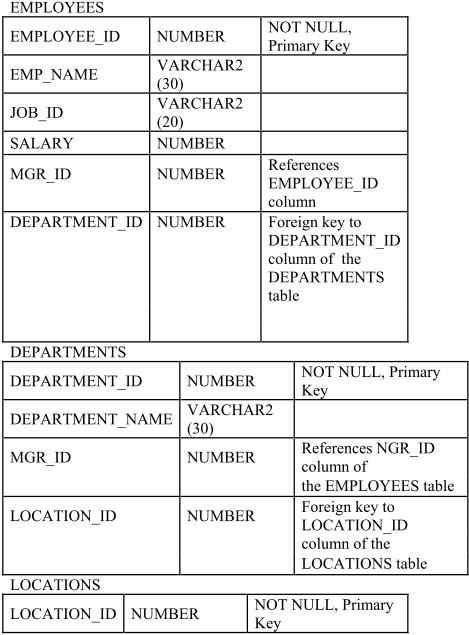 EMPLOYEES
EMPLOYEE_ID NUMBER NOT NULL,
Primary Key
EMP_NAME VARCHAR2
(30)
JOB_ID VARCHAR2
(20)
SALARY NUMBER
MGR_ID NUMBER References
EMPLOYEE_ID
column
DEPARTMENT_ID NUMBER Foreign key to
DEPARTMENT_ID
column of the
DEPARTMENTS
table
DEPARTMENTS
DEPARTMENT_ID NUMBER NOT NULL, Primary
Key
DEPARTMENT_NAME VARCHAR2
(30)
MGR_ID NUMBER References NGR_ID
column of
the EMPLOYEES table
LOCATION_ID NUMBER Foreign key to
LOCATION_ID
column of the
LOCATIONS table
LOCATIONS
LOCATION_ID NUMBER NOT NULL, Primary
Key